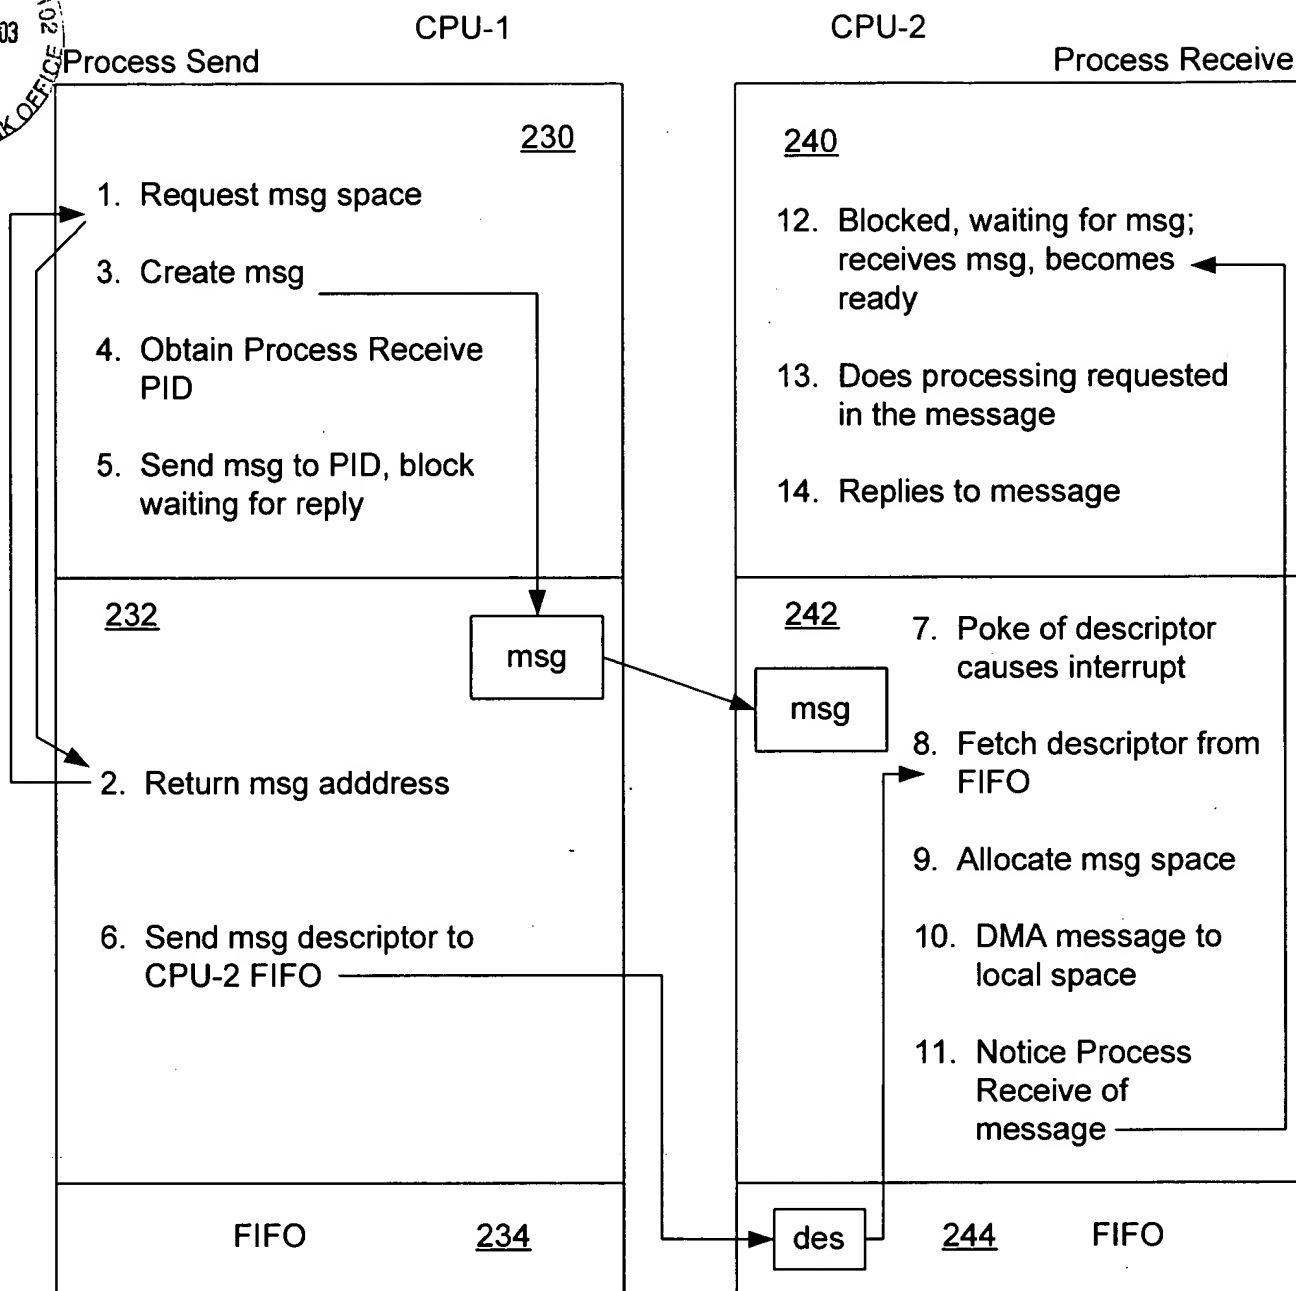 03
02
OFFICE
CPU-1
CPU-2
Process Send
Process Receive
230
1. Request msg space
3. Create msg
4. Obtain Process Receive
PID
5. Send msg to PID, block
waiting for reply
240
12. Blocked, waiting for msg;
receives msg, becomes
ready
13. Does processing requested
in the message
14. Replies to message
232
msg
2. Return msg adddress
6. Send msg descriptor to
CPU-2 FIFO
242
msg
7. Poke of descriptor
causes interrupt
8. Fetch descriptor from
FIFO
9. Allocate msg space
10. DMA message to
local space
11. Notice Process
Receive of
message
FIFO 234
des 244 FIFO